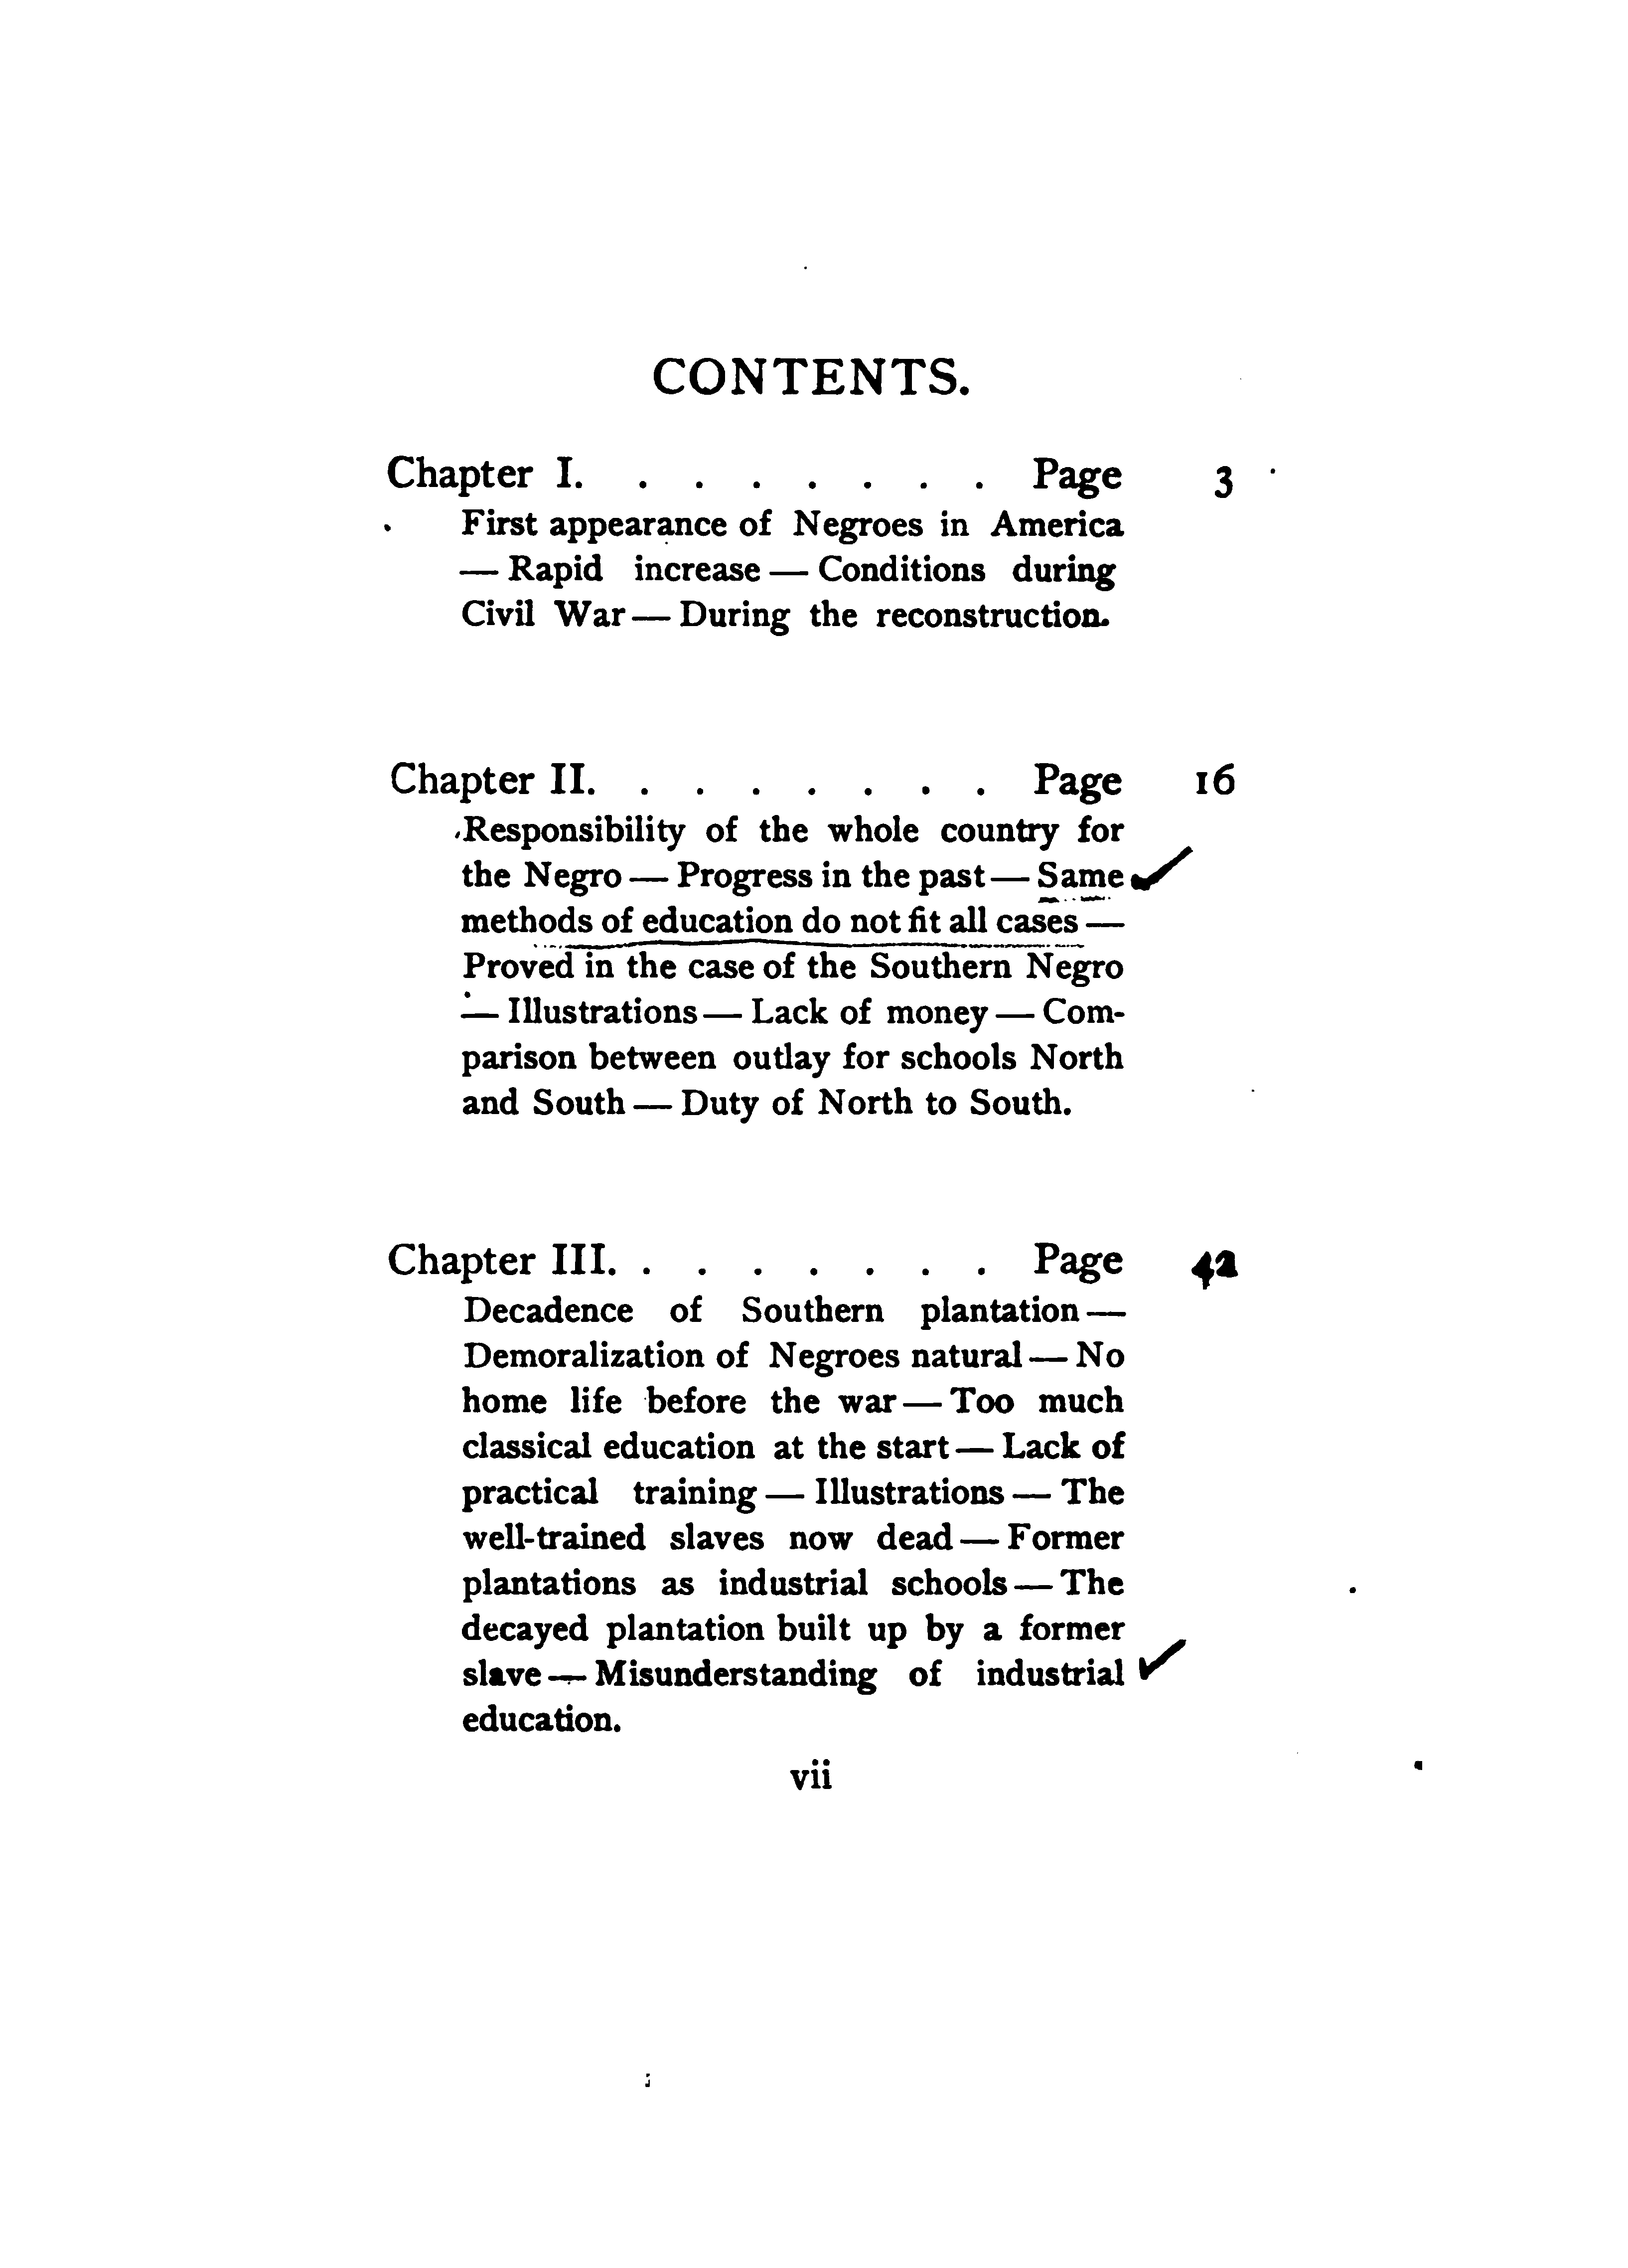 CONTENTS.
Chapter I. . . . . . . . Page 3
First appearance of Negroes in America
— Rapid increase — Conditions during
Civil War — During the reconstruction.
Chapter II. . . . . . . . Page 16
Responsibility of the whole country for
the Negro — Progress in the past — Same
methods of education do not fit all cases —
Proved in the case of the Southern Negro
— Illustrations — Lack of money — Com-
parison between outlay for schools North
and South — Duty of North to South.
Chapter III. . . . . . . . Page 42
Decadence of Southern plantation —
Demoralization of Negroes natural — No
home life before the war — Too much
classical education at the start — Lack of
practical training — Illustrations — The
well-trained slaves now dead — Former
plantations as industrial schools — The
decayed plantation built up by a former
slave — Misunderstanding of industrial
education.
vii